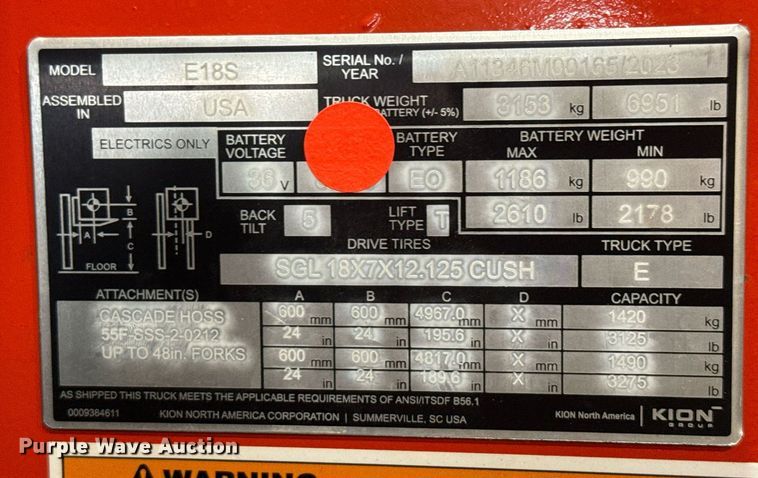 MODEL E18S SERIAL No. / YEAR A11346M00165/2023 1
ASSEMBLED IN USA TRUCK WEIGHT BATTERY (+/- 5%) 3153 kg 6951 lb
ELECTRICS ONLY BATTERY VOLTAGE 36 V BATTERY TYPE EO BATTERY WEIGHT
MAX MIN
1186 kg 990 kg
2610 lb 2178 lb
BACK TILT 5 LIFT TYPE T
DRIVE TIRES TRUCK TYPE
SGL 18X7X12.125 CUSH E
A B C D FLOOR
ATTACHMENT(S) A B C D CAPACITY
CASCADE HOSS 600 mm 600 mm 4967.0 mm X mm 1420 kg
55F-SSS-2-0212 24 in 24 in 195.6 in X in 3125 lb
UP TO 48in. FORKS 600 mm 600 mm 4817.0 mm X mm 1490 kg
24 in 24 in 189.6 in X in 3275 lb
AS SHIPPED THIS TRUCK MEETS THE APPLICABLE REQUIREMENTS OF ANSI/ITSDF B56.1
0009384611 KION NORTH AMERICA CORPORATION | SUMMERVILLE, SC USA KION North America | KION GROUP
Purple Wave Auction
WARNING